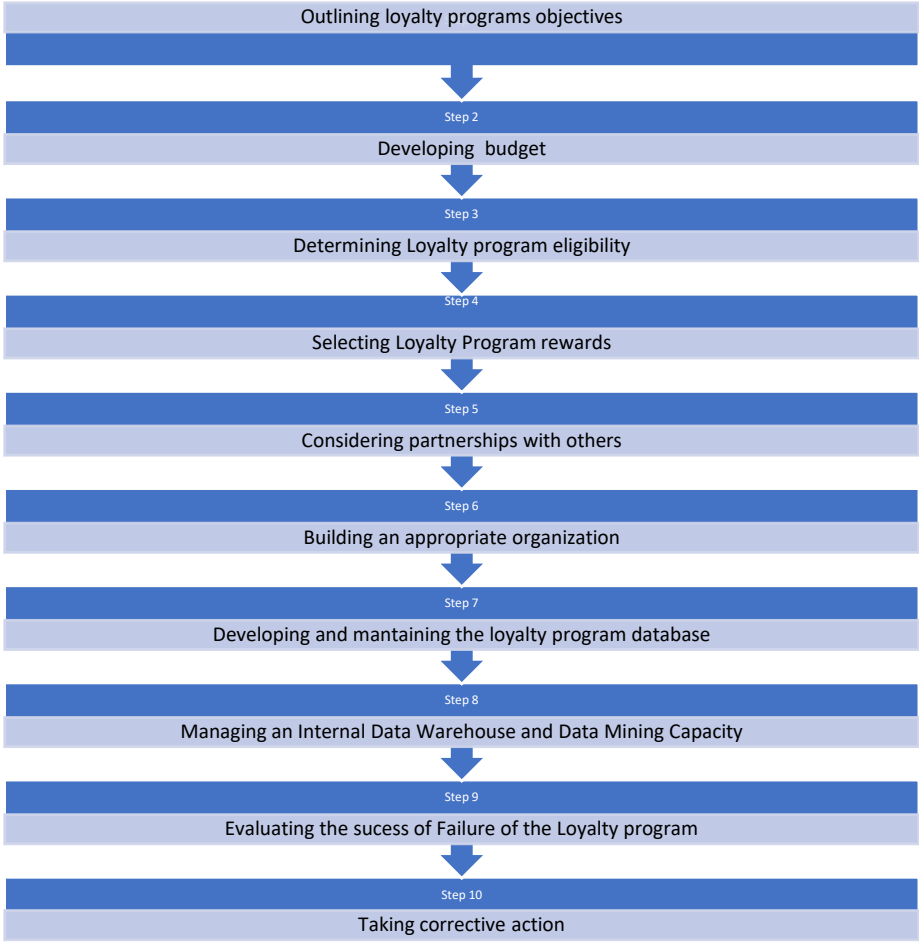 Outlining loyalty programs objectives
Step 2
Developing  budget
Step 3
Determining Loyalty program eligibility
Step 4
Selecting Loyalty Program rewards
Step 5
Considering partnerships with others
Step 6
Building an appropriate organization
Step 7
Developing and mantaining the loyalty program database
Step 8
Managing an Internal Data Warehouse and Data Mining Capacity
Step 9
Evaluating the sucess of Failure of the Loyalty program
Step 10
Taking corrective action